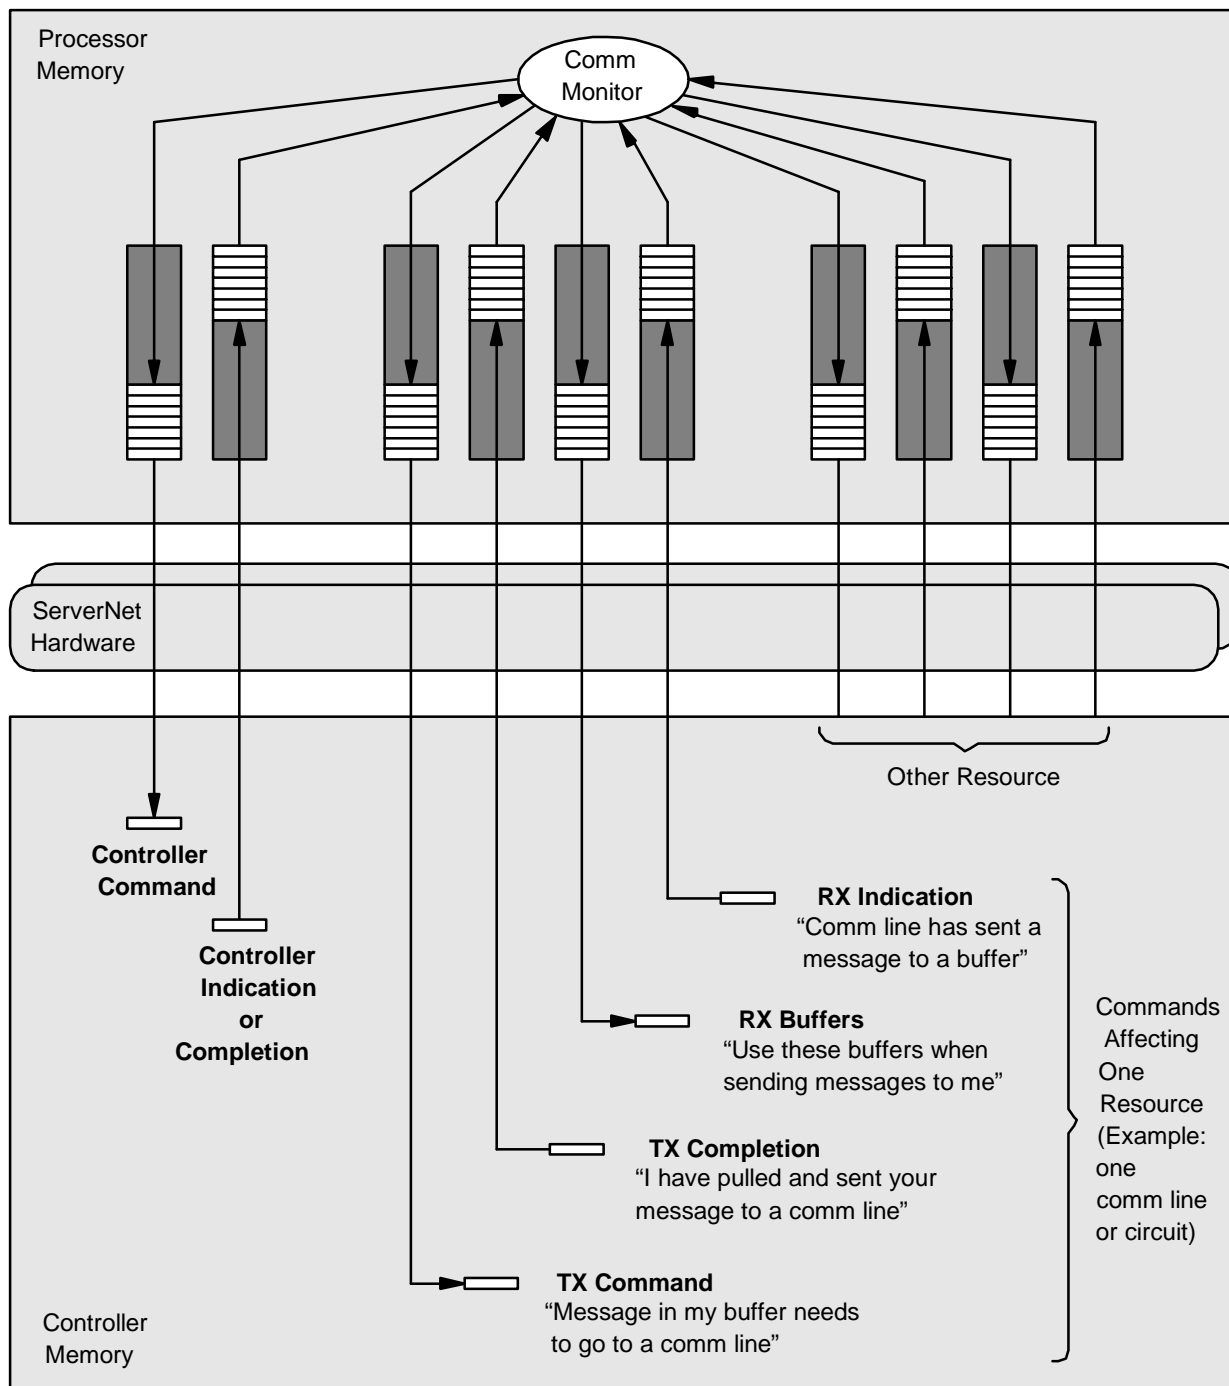 Processor
Memory
Comm
Monitor
ServerNet
Hardware
Other Resource
Controller
Command
Controller
Indication
or
Completion
RX Indication
“Comm line has sent a
message to a buffer”
RX Buffers
“Use these buffers when
sending messages to me”
TX Completion
“I have pulled and sent your
message to a comm line”
TX Command
“Message in my buffer needs
to go to a comm line”
Commands
Affecting
One
Resource
(Example:
one
comm line
or circuit)
Controller
Memory